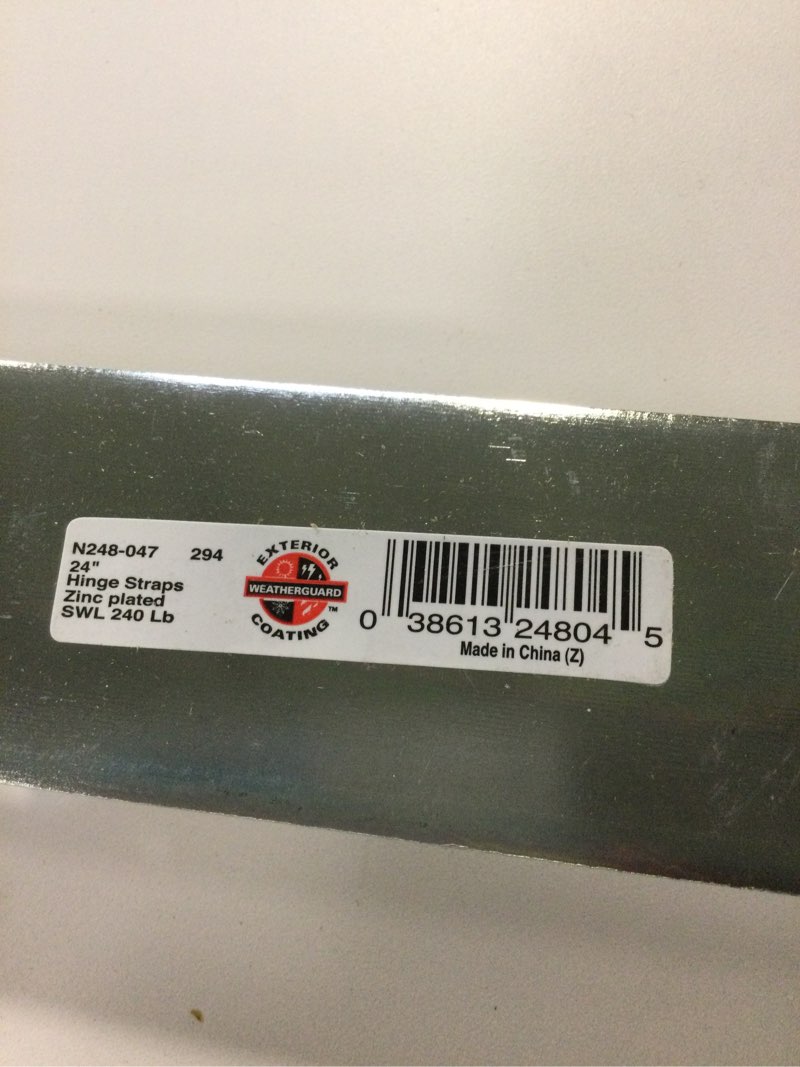 N248-047 294
24"
Hinge Straps
Zinc plated
SWL 240 Lb
EXTERIOR
WEATHERGUARD
™
COATING
0 38613 24804 5
Made in China (Z)